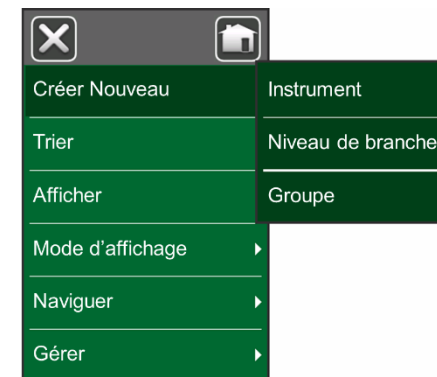 Créer Nouveau
Trier
Afficher
Mode d'affichage
Naviguer
Gérer
Instrument
Niveau de branche
Groupe